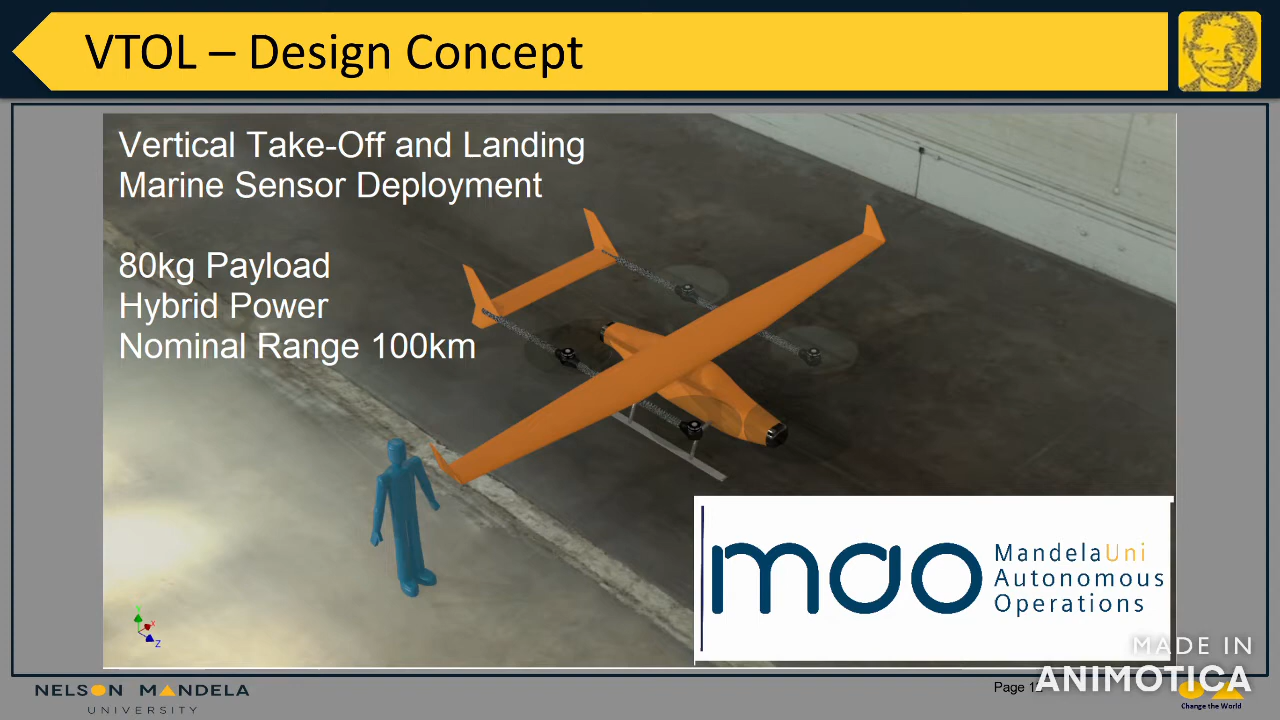 VTOL – Design Concept
Vertical Take-Off and Landing
Marine Sensor Deployment
80kg Payload
Hybrid Power
Nominal Range 100km
mao
MandelaUni
Autonomous
Operations
Y
X
Z
MADE IN
ANIMOTICA
NELSON MANDELA
UNIVERSITY
Page
Change the World